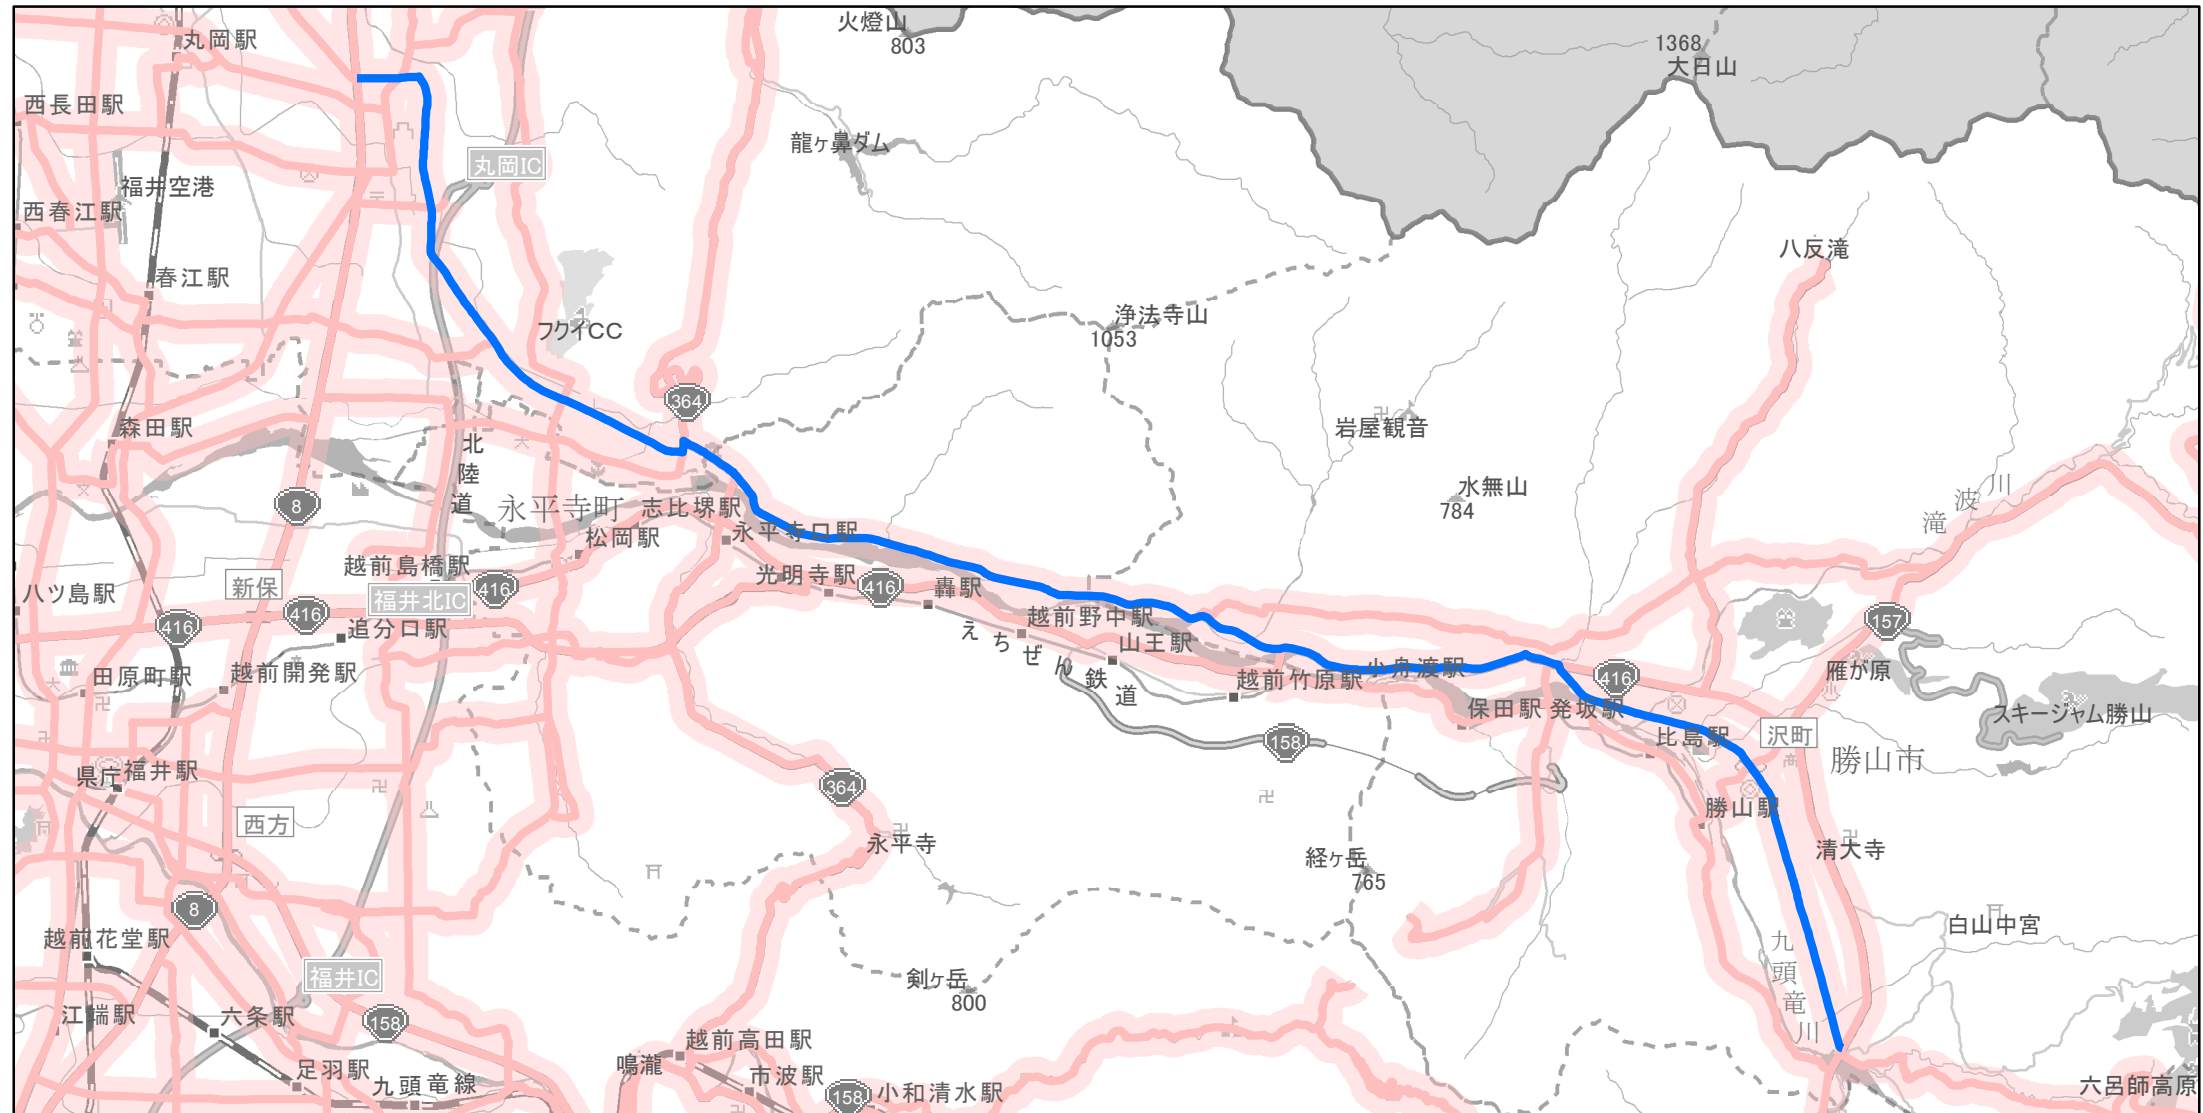 火燈山
803
丸岡駅
1368
大日山
西長田駅
龍ヶ鼻ダム
丸岡IC
福井空港
西春江駅
八反滝
春江駅
浄法寺山
1053
フクイCC
364
岩屋観音
森田駅
北陸道
水無山
784
滝波川
8
永平寺町
志比堺駅
永平寺口駅
松岡駅
越前島橋駅
光明寺駅
416
轟駅
416
八ツ島駅
新保
福井北IC
416
416
追分口駅
越前野中駅
157
えちぜん鉄道
山王駅
田原町駅
越前開発駅
越前竹原駅
小舟渡駅
416
雁が原
保田駅
発坂駅
スキージャム勝山
比島駅
沢町
158
勝山市
県庁
福井駅
364
勝山駅
西方
永平寺
清大寺
経ヶ岳
765
8
白山中宮
越前花堂駅
九頭竜川
福井IC
剣ヶ岳
800
江端駅
六条駅
158
越前高田駅
鳴瀧
足羽駅
九頭竜線
市波駅
158
小和清水駅
六呂師高原